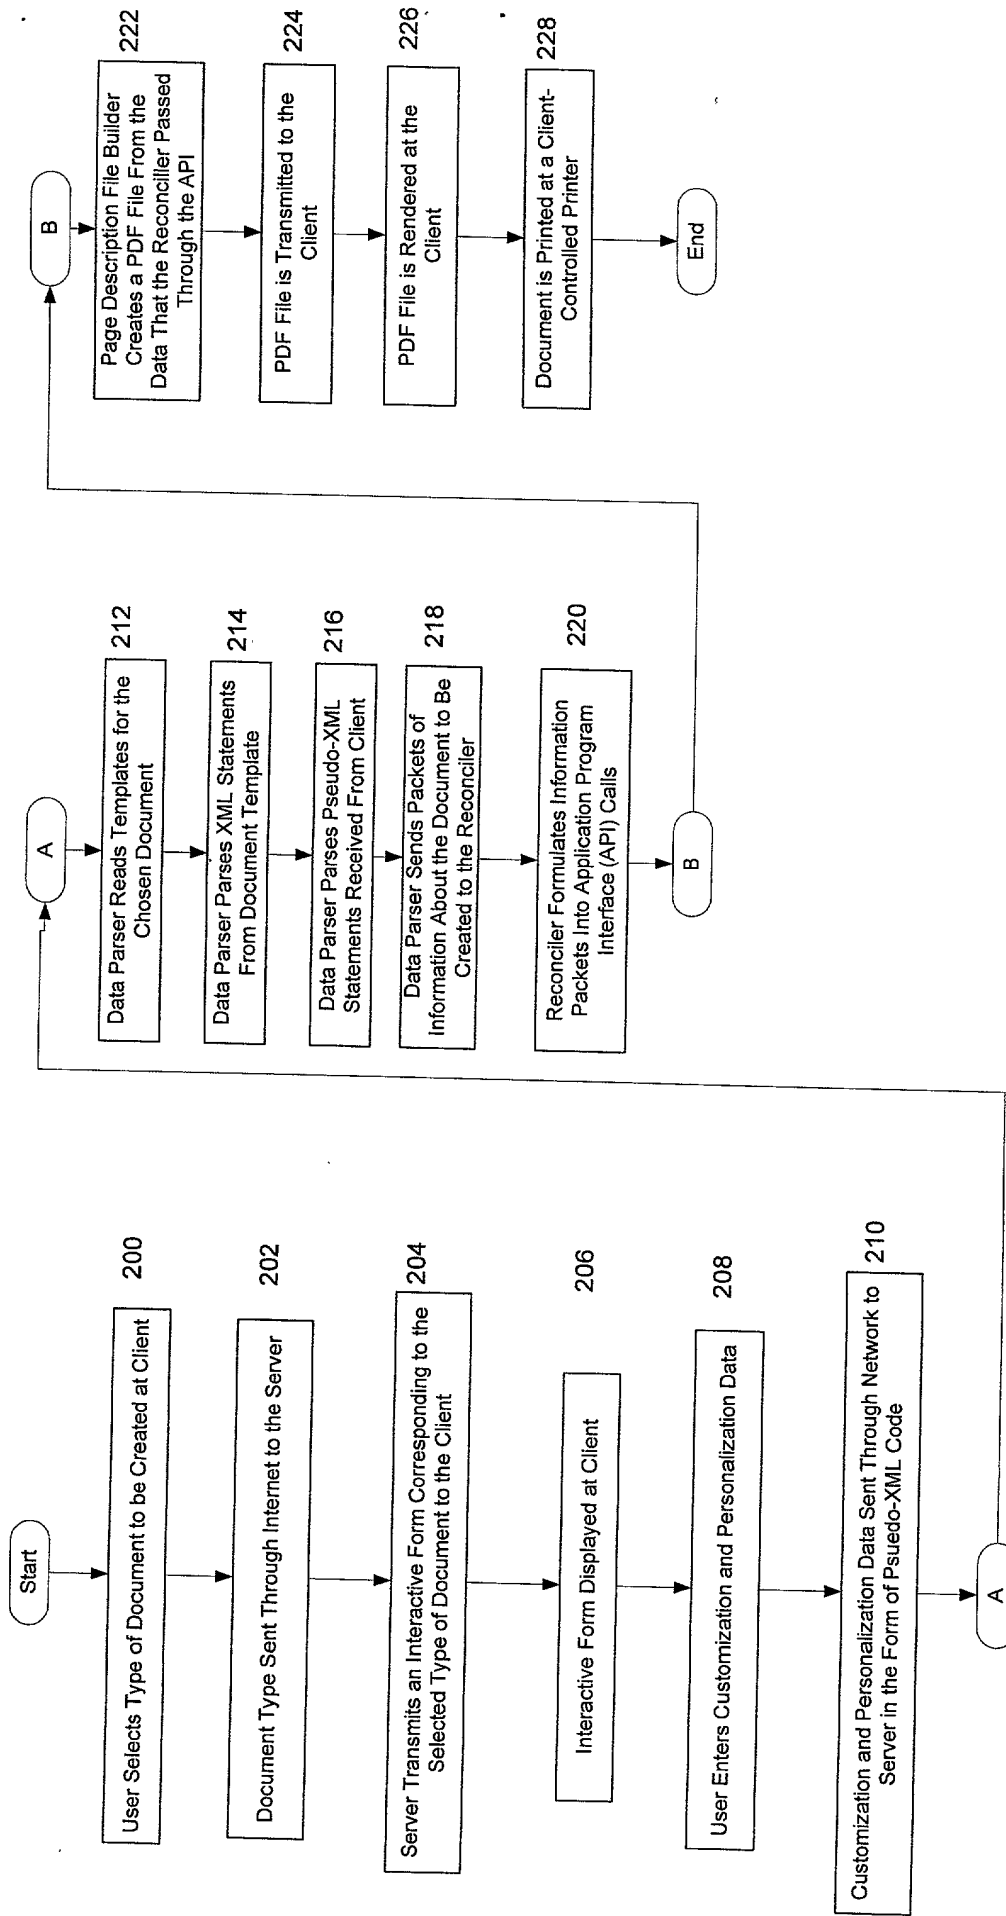 Start
200
User Selects Type of Document to be Created at Client
202
Document Type Sent Through Internet to the Server
204
Server Transmits an Interactive Form Corresponding to the
Selected Type of Document to the Client
206
Interactive Form Displayed at Client
208
User Enters Customization and Personalization Data
210
Customization and Personalization Data Sent Through Network to
Server in the Form of Psuedo-XML Code
A
A
212
Data Parser Reads Templates for the
Chosen Document
214
Data Parser Parses XML Statements
From Document Template
216
Data Parser Parses Pseudo-XML
Statements Received From Client
218
Data Parser Sends Packets of
Information About the Document to Be
Created to the Reconciler
220
Reconciler Formulates Information
Packets Into Application Program
Interface (API) Calls
B
B
222
Page Description File Builder
Creates a PDF File From the
Data That the Reconciler Passed
Through the API
224
PDF File is Transmitted to the
Client
226
PDF File is Rendered at the
Client
228
Document is Printed at a Client-
Controlled Printer
End